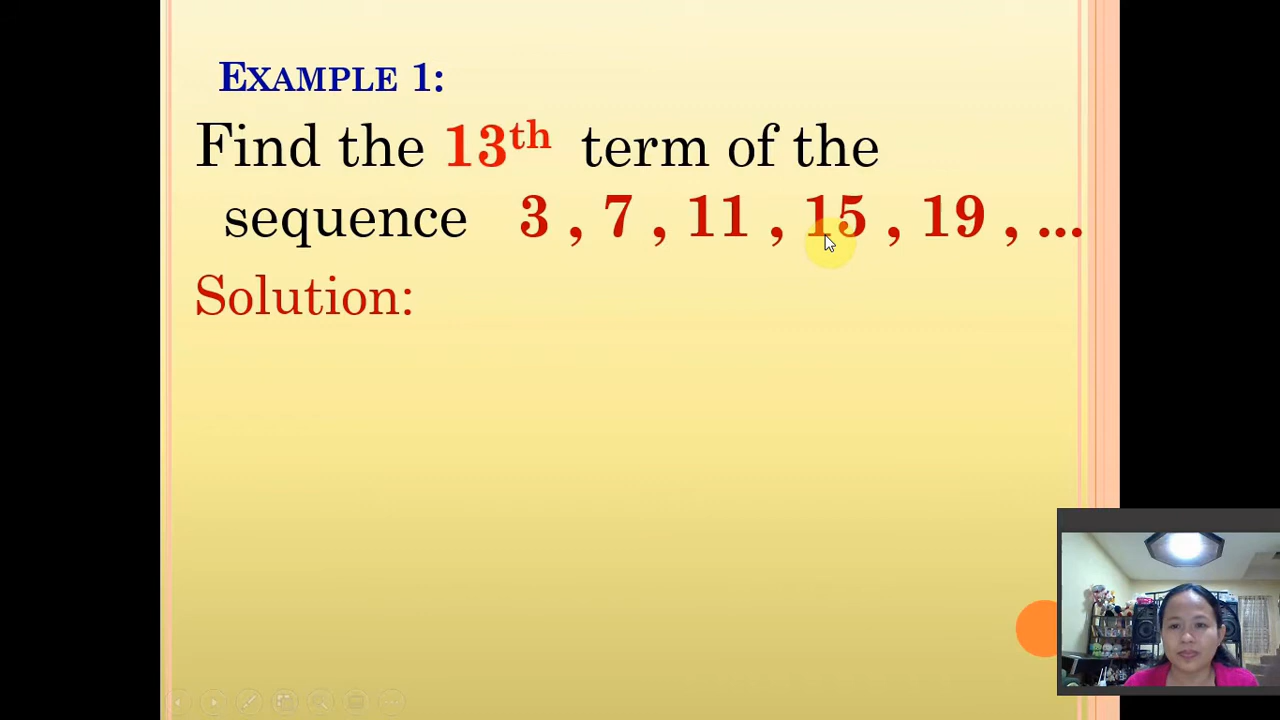 EXAMPLE 1:
Find the 13th term of the
sequence 3 , 7 , 11 , 15 , 19 , ...
Solution: